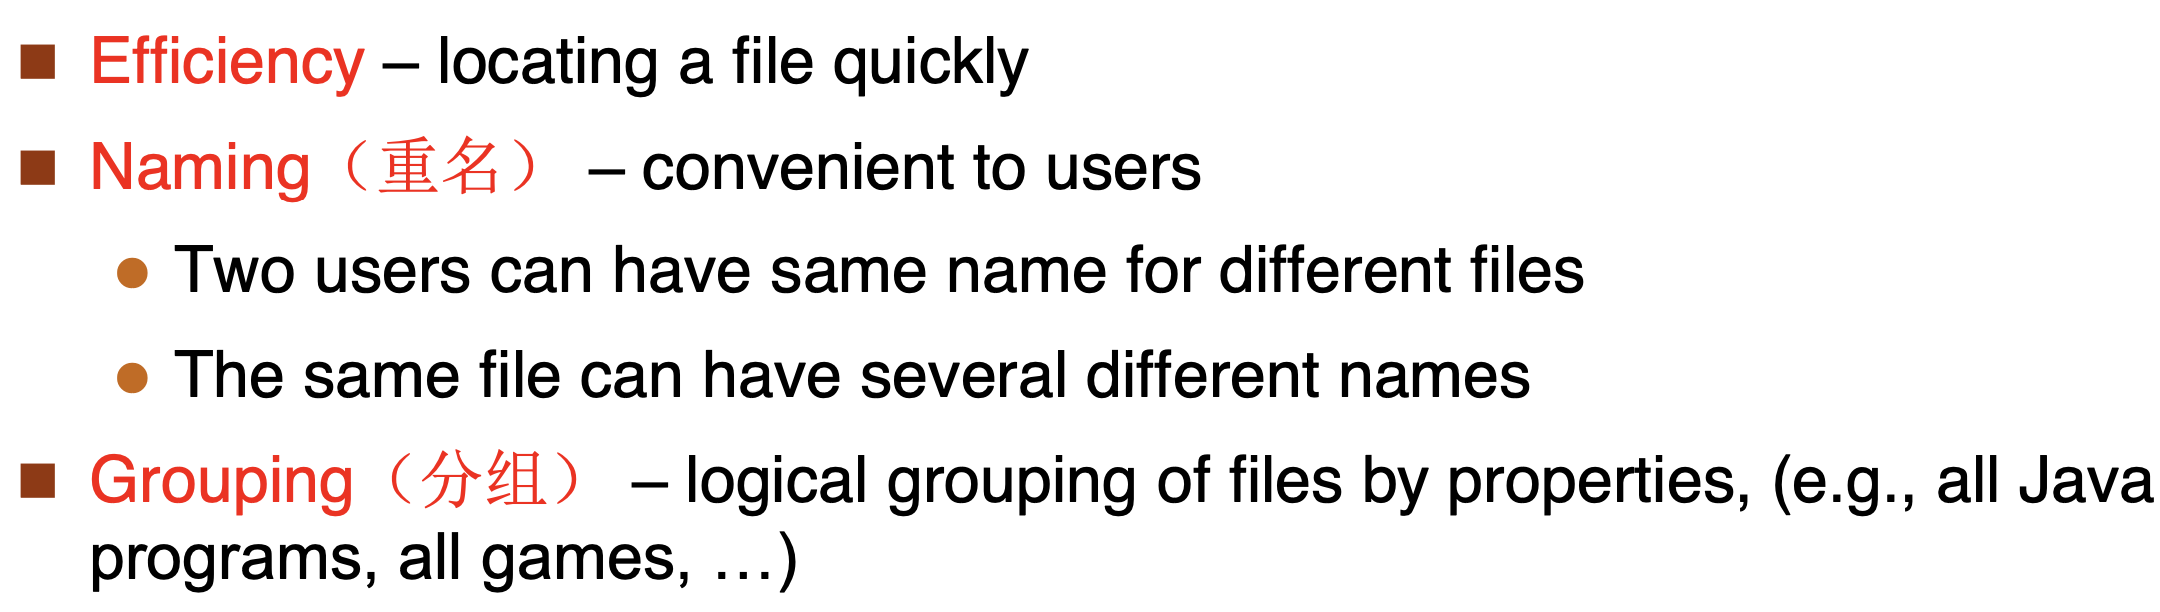 Efficiency – locating a file quickly
Naming（重名） – convenient to users
Two users can have same name for different files
The same file can have several different names
Grouping（分组） – logical grouping of files by properties, (e.g., all Java
programs, all games, …)